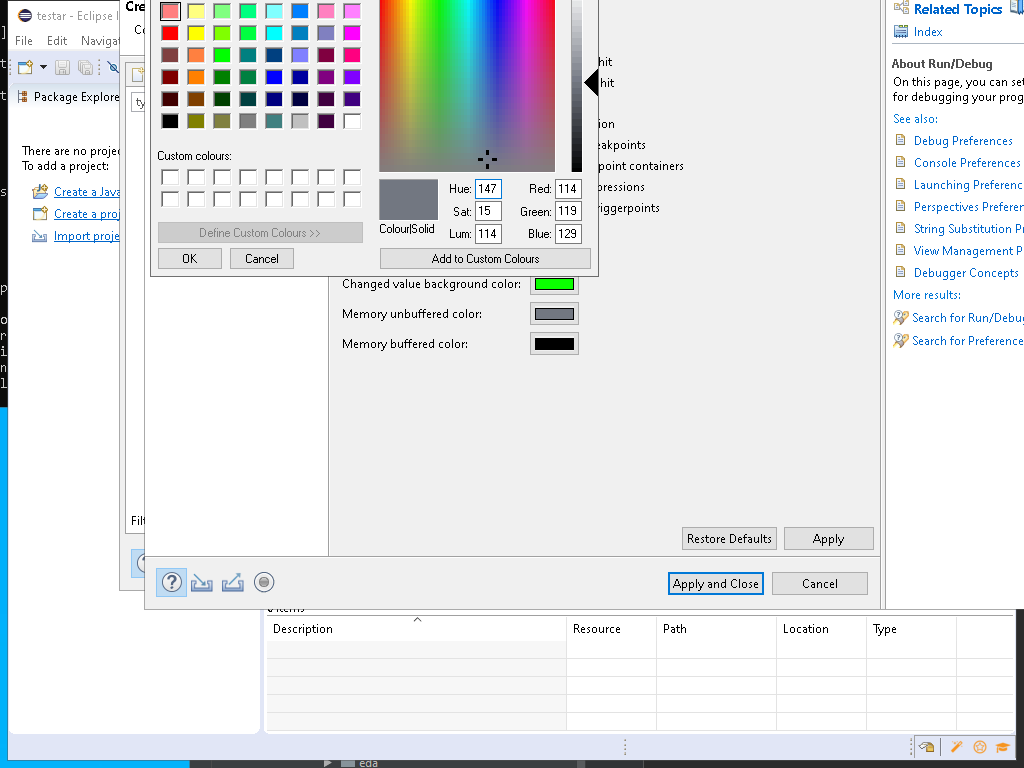 testar - Eclipse I
File Edit Navigat
Package Explore
There are no proje
To add a project:
Create a Java
Create a proj
Import proje
Cre
ty
Filt
Custom colours:
Define Custom Colours >>
OK Cancel
Colour|Solid
Hue: 147 Red: 114
Sat: 15 Green: 119
Lum: 114 Blue: 129
Add to Custom Colours
hit
hit
ion
eakpoints
point containers
pressions
riggerpoints
Changed value background color:
Memory unbuffered color:
Memory buffered color:
Restore Defaults Apply
Apply and Close Cancel
Related Topics
Index
About Run/Debug
On this page, you can set
for debugging your prog
See also:
Debug Preferences
Console Preferences
Launching Preferenc
Perspectives Preferen
String Substitution Pr
View Management P
Debugger Concepts
More results:
Search for Run/Debug
Search for Preference
Description Resource Path Location Type
eda